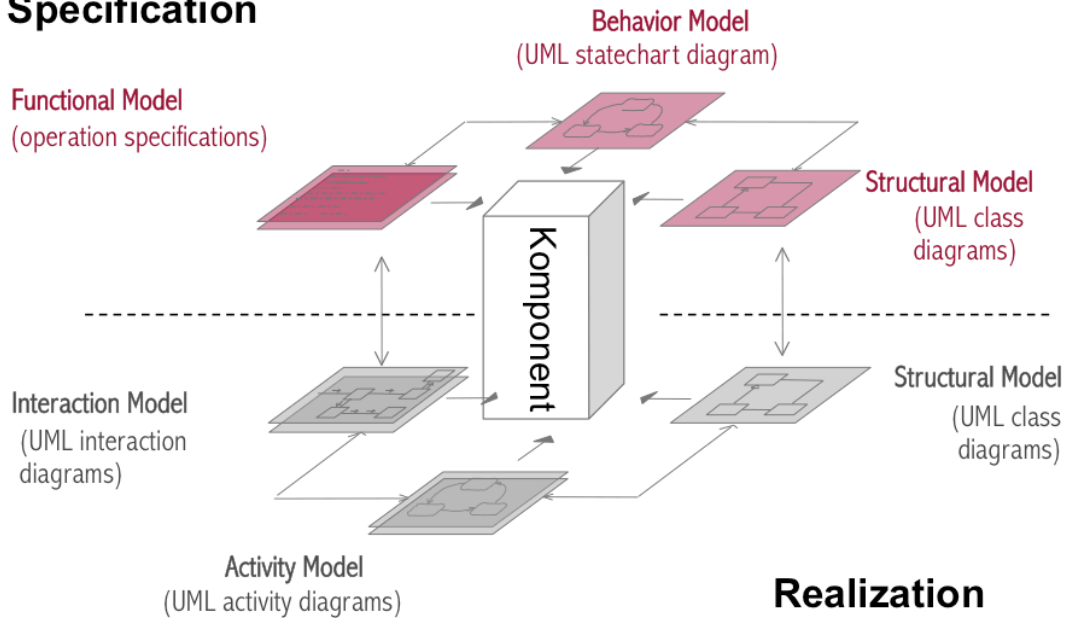 Specification
Behavior Model
(UML statechart diagram)
Functional Model
(operation specifications)
Structural Model
(UML class
diagrams)
Komponent
Interaction Model
(UML interaction
diagrams)
Structural Model
(UML class
diagrams)
Activity Model
(UML activity diagrams)
Realization